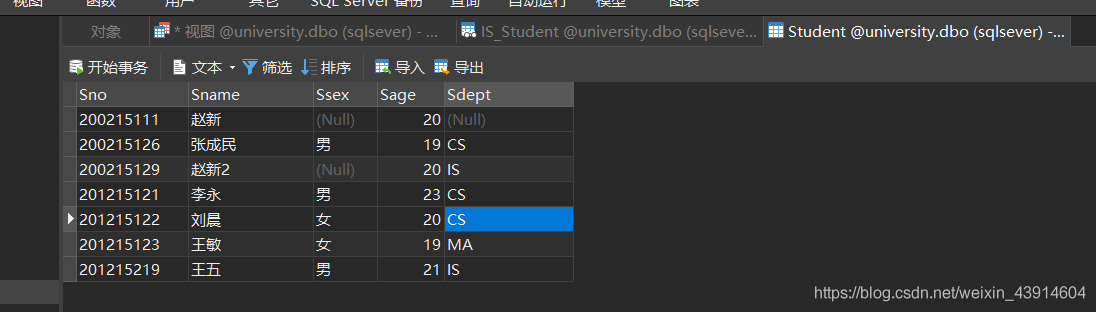 视图 函数 用户 其它 SQL Server 备份 查询 自动运行 模型 图表
对象 * 视图 @university.dbo (sqlsever) - ... IS_Student @university.dbo (sqlseve... Student @university.dbo (sqlsever) -...
开始事务 文本 筛选 排序 导入 导出
Sno Sname Ssex Sage Sdept
200215111 赵新 (Null) 20 (Null)
200215126 张成民 男 19 CS
200215129 赵新2 (Null) 20 IS
201215121 李永 男 23 CS
201215122 刘晨 女 20 CS
201215123 王敏 女 19 MA
201215219 王五 男 21 IS
https://blog.csdn.net/weixin_43914604